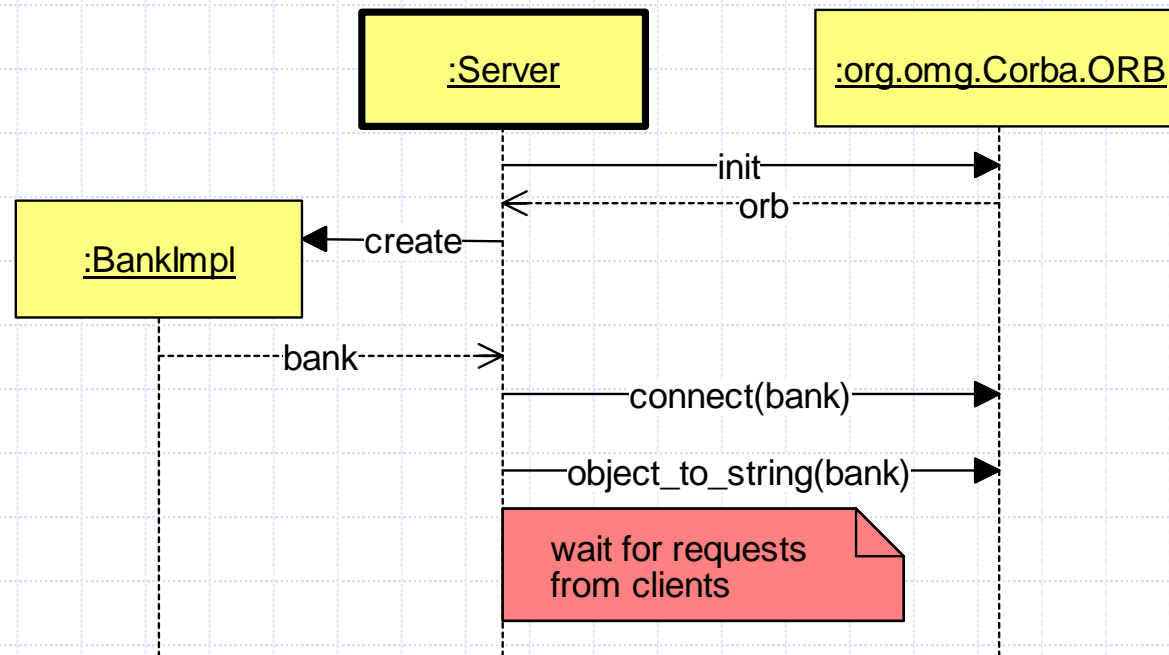 :Server
:org.omg.Corba.ORB
init
orb
create
:BankImpl
bank
connect(bank)
object_to_string(bank)
wait for requests
from clients